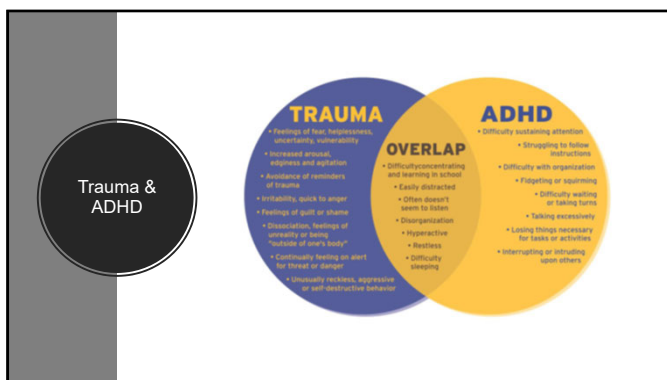 Trauma &
ADHD
TRAUMA
• Feelings of fear, helplessness,
uncertainty, vulnerability
• Increased arousal,
edginess and agitation
• Avoidance of reminders
of trauma
• Irritability, quick to anger
• Feelings of guilt or shame
• Dissociation, feelings of
unreality or being
"outside of one's body"
• Continually feeling on alert
for threat or danger
• Unusually reckless, aggressive
or self-destructive behavior
OVERLAP
• Difficultyconcentrating
and learning in school
• Easily distracted
• Often doesn't
seem to listen
• Disorganization
• Hyperactive
• Restless
• Difficulty
sleeping
ADHD
• Difficulty sustaining attention
• Struggling to follow
instructions
• Difficulty with organization
• Fidgeting or squirming
• Difficulty waiting
or taking turns
• Talking excessively
• Losing things necessary
for tasks or activities
• Interrupting or intruding
upon others